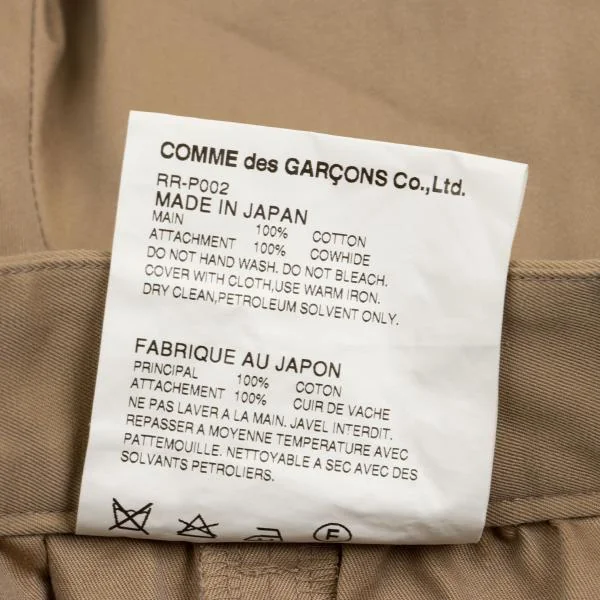 COMME des GARÇONS Co.,Ltd.
RR-P002
MADE IN JAPAN
MAIN 100% COTTON
ATTACHMENT 100% COWHIDE
DO NOT HAND WASH. DO NOT BLEACH.
COVER WITH CLOTH,USE WARM IRON.
DRY CLEAN,PETROLEUM SOLVENT ONLY.
FABRIQUE AU JAPON
PRINCIPAL 100% COTON
ATTACHEMENT 100% CUIR DE VACHE
NE PAS LAVER A LA MAIN. JAVEL INTERDIT.
REPASSER A MOYENNE TEMPERATURE AVEC
PATTEMOUILLE. NETTOYABLE A SEC AVEC DES
SOLVANTS PETROLIERS.
F